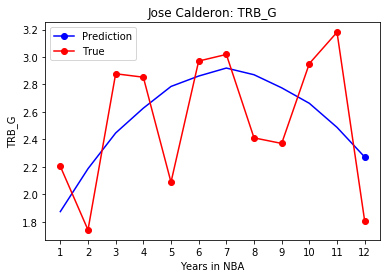 Jose Calderon: TRB_G
Prediction
True
3.2
3.0
2.8
2.6
2.4
2.2
2.0
1.8
TRB_G
1 2 3 4 5 6 7 8 9 10 11 12
Years in NBA